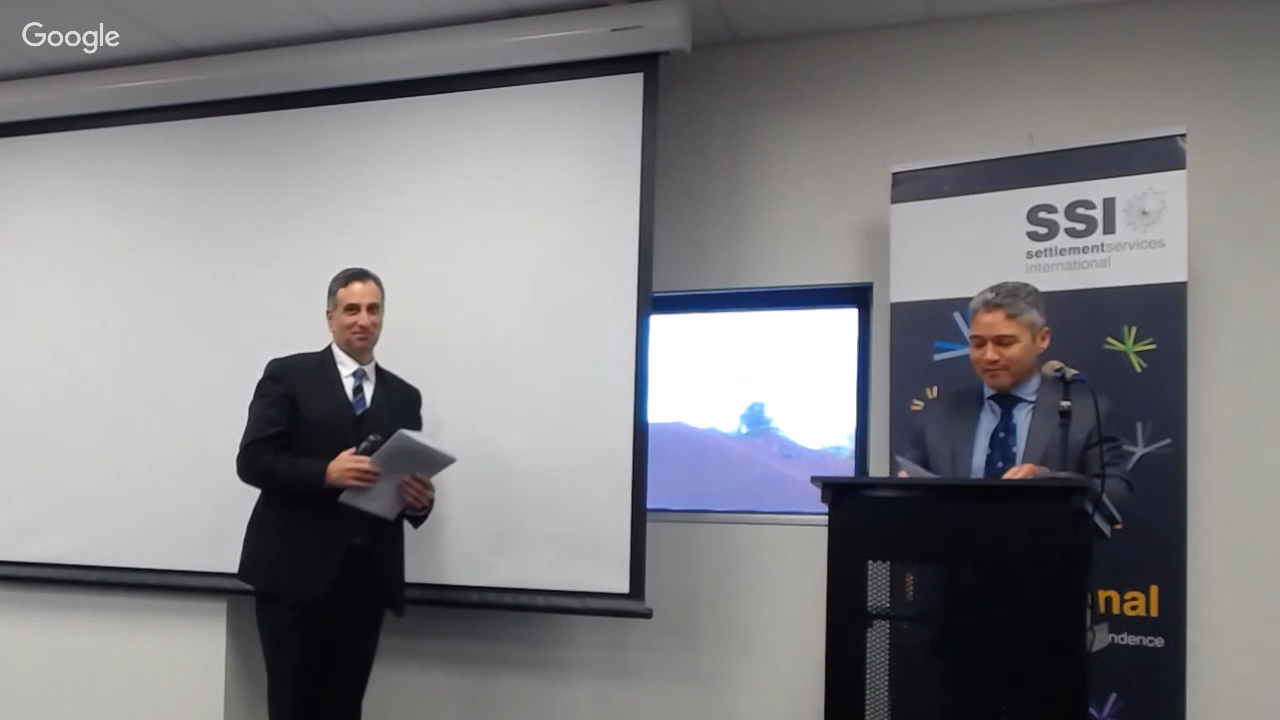 Google
SSI
settlementservices
international
nal
ndence